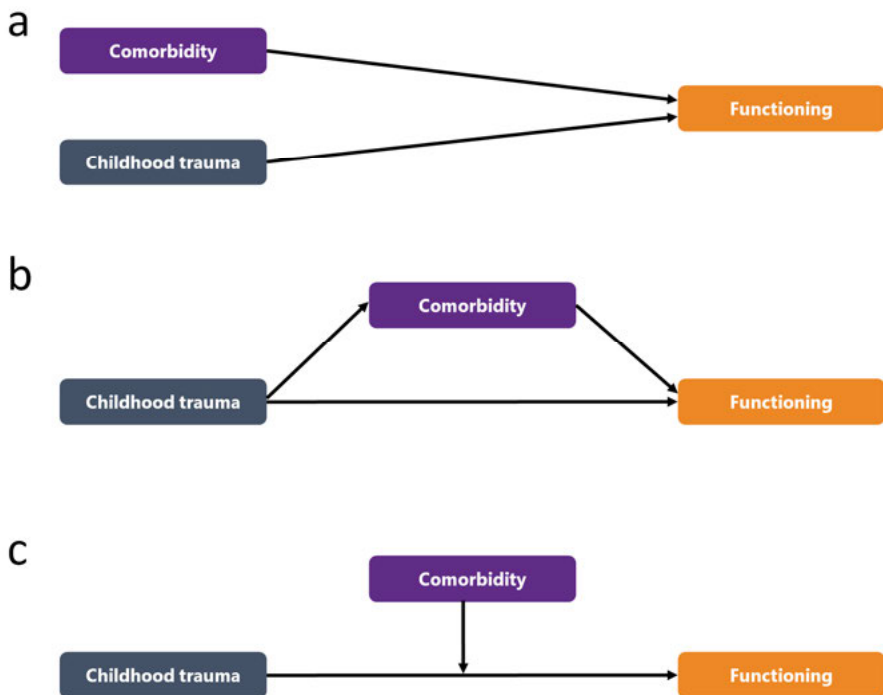 a
Comorbidity
Functioning
Childhood trauma
b
Comorbidity
Childhood trauma
Functioning
c
Comorbidity
Childhood trauma
Functioning